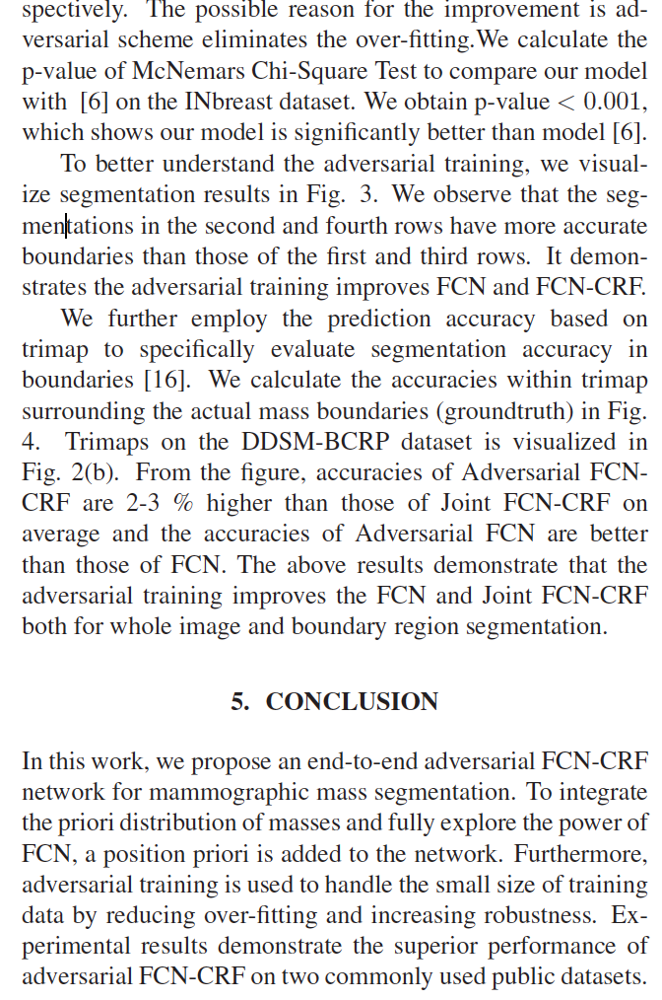 spectively. The possible reason for the improvement is ad-
versarial scheme eliminates the over-fitting.We calculate the
p-value of McNemars Chi-Square Test to compare our model
with [6] on the INbreast dataset. We obtain p-value < 0.001,
which shows our model is significantly better than model [6].
To better understand the adversarial training, we visual-
ize segmentation results in Fig. 3. We observe that the seg-
mentations in the second and fourth rows have more accurate
boundaries than those of the first and third rows. It demon-
strates the adversarial training improves FCN and FCN-CRF.
We further employ the prediction accuracy based on
trimap to specifically evaluate segmentation accuracy in
boundaries [16]. We calculate the accuracies within trimap
surrounding the actual mass boundaries (groundtruth) in Fig.
4. Trimaps on the DDSM-BCRP dataset is visualized in
Fig. 2(b). From the figure, accuracies of Adversarial FCN-
CRF are 2-3 % higher than those of Joint FCN-CRF on
average and the accuracies of Adversarial FCN are better
than those of FCN. The above results demonstrate that the
adversarial training improves the FCN and Joint FCN-CRF
both for whole image and boundary region segmentation.
5. CONCLUSION
In this work, we propose an end-to-end adversarial FCN-CRF
network for mammographic mass segmentation. To integrate
the priori distribution of masses and fully explore the power of
FCN, a position priori is added to the network. Furthermore,
adversarial training is used to handle the small size of training
data by reducing over-fitting and increasing robustness. Ex-
perimental results demonstrate the superior performance of
adversarial FCN-CRF on two commonly used public datasets.